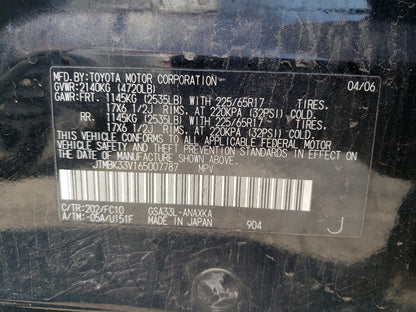 MFD.BY: TOYOTA MOTOR CORPORATION 04/06
GVWR: 2140KG (4720LB)
GAWR: FRT. 1145KG (2535LB) WITH 225/65R17 TIRES.
17X6 1/2J RIMS, AT 220KPA (32PSI) COLD.
RR. 1145KG (2535LB) WITH 225/65R17 TIRES.
17X6 1/2J RIMS, AT 220KPA (32PSI) COLD.
THIS VEHICLE CONFORMS TO ALL APPLICABLE FEDERAL MOTOR
VEHICLE SAFETY, BUMPER, AND THEFT PREVENTION STANDARDS IN EFFECT
ON THE DATE OF MANUFACTURE SHOWN ABOVE.
JTMBK33V165007787 MPV
C/TR: 202/FC10 GSA33L-ANAXKA
A/TM: -05A/U151F MADE IN JAPAN 904 J